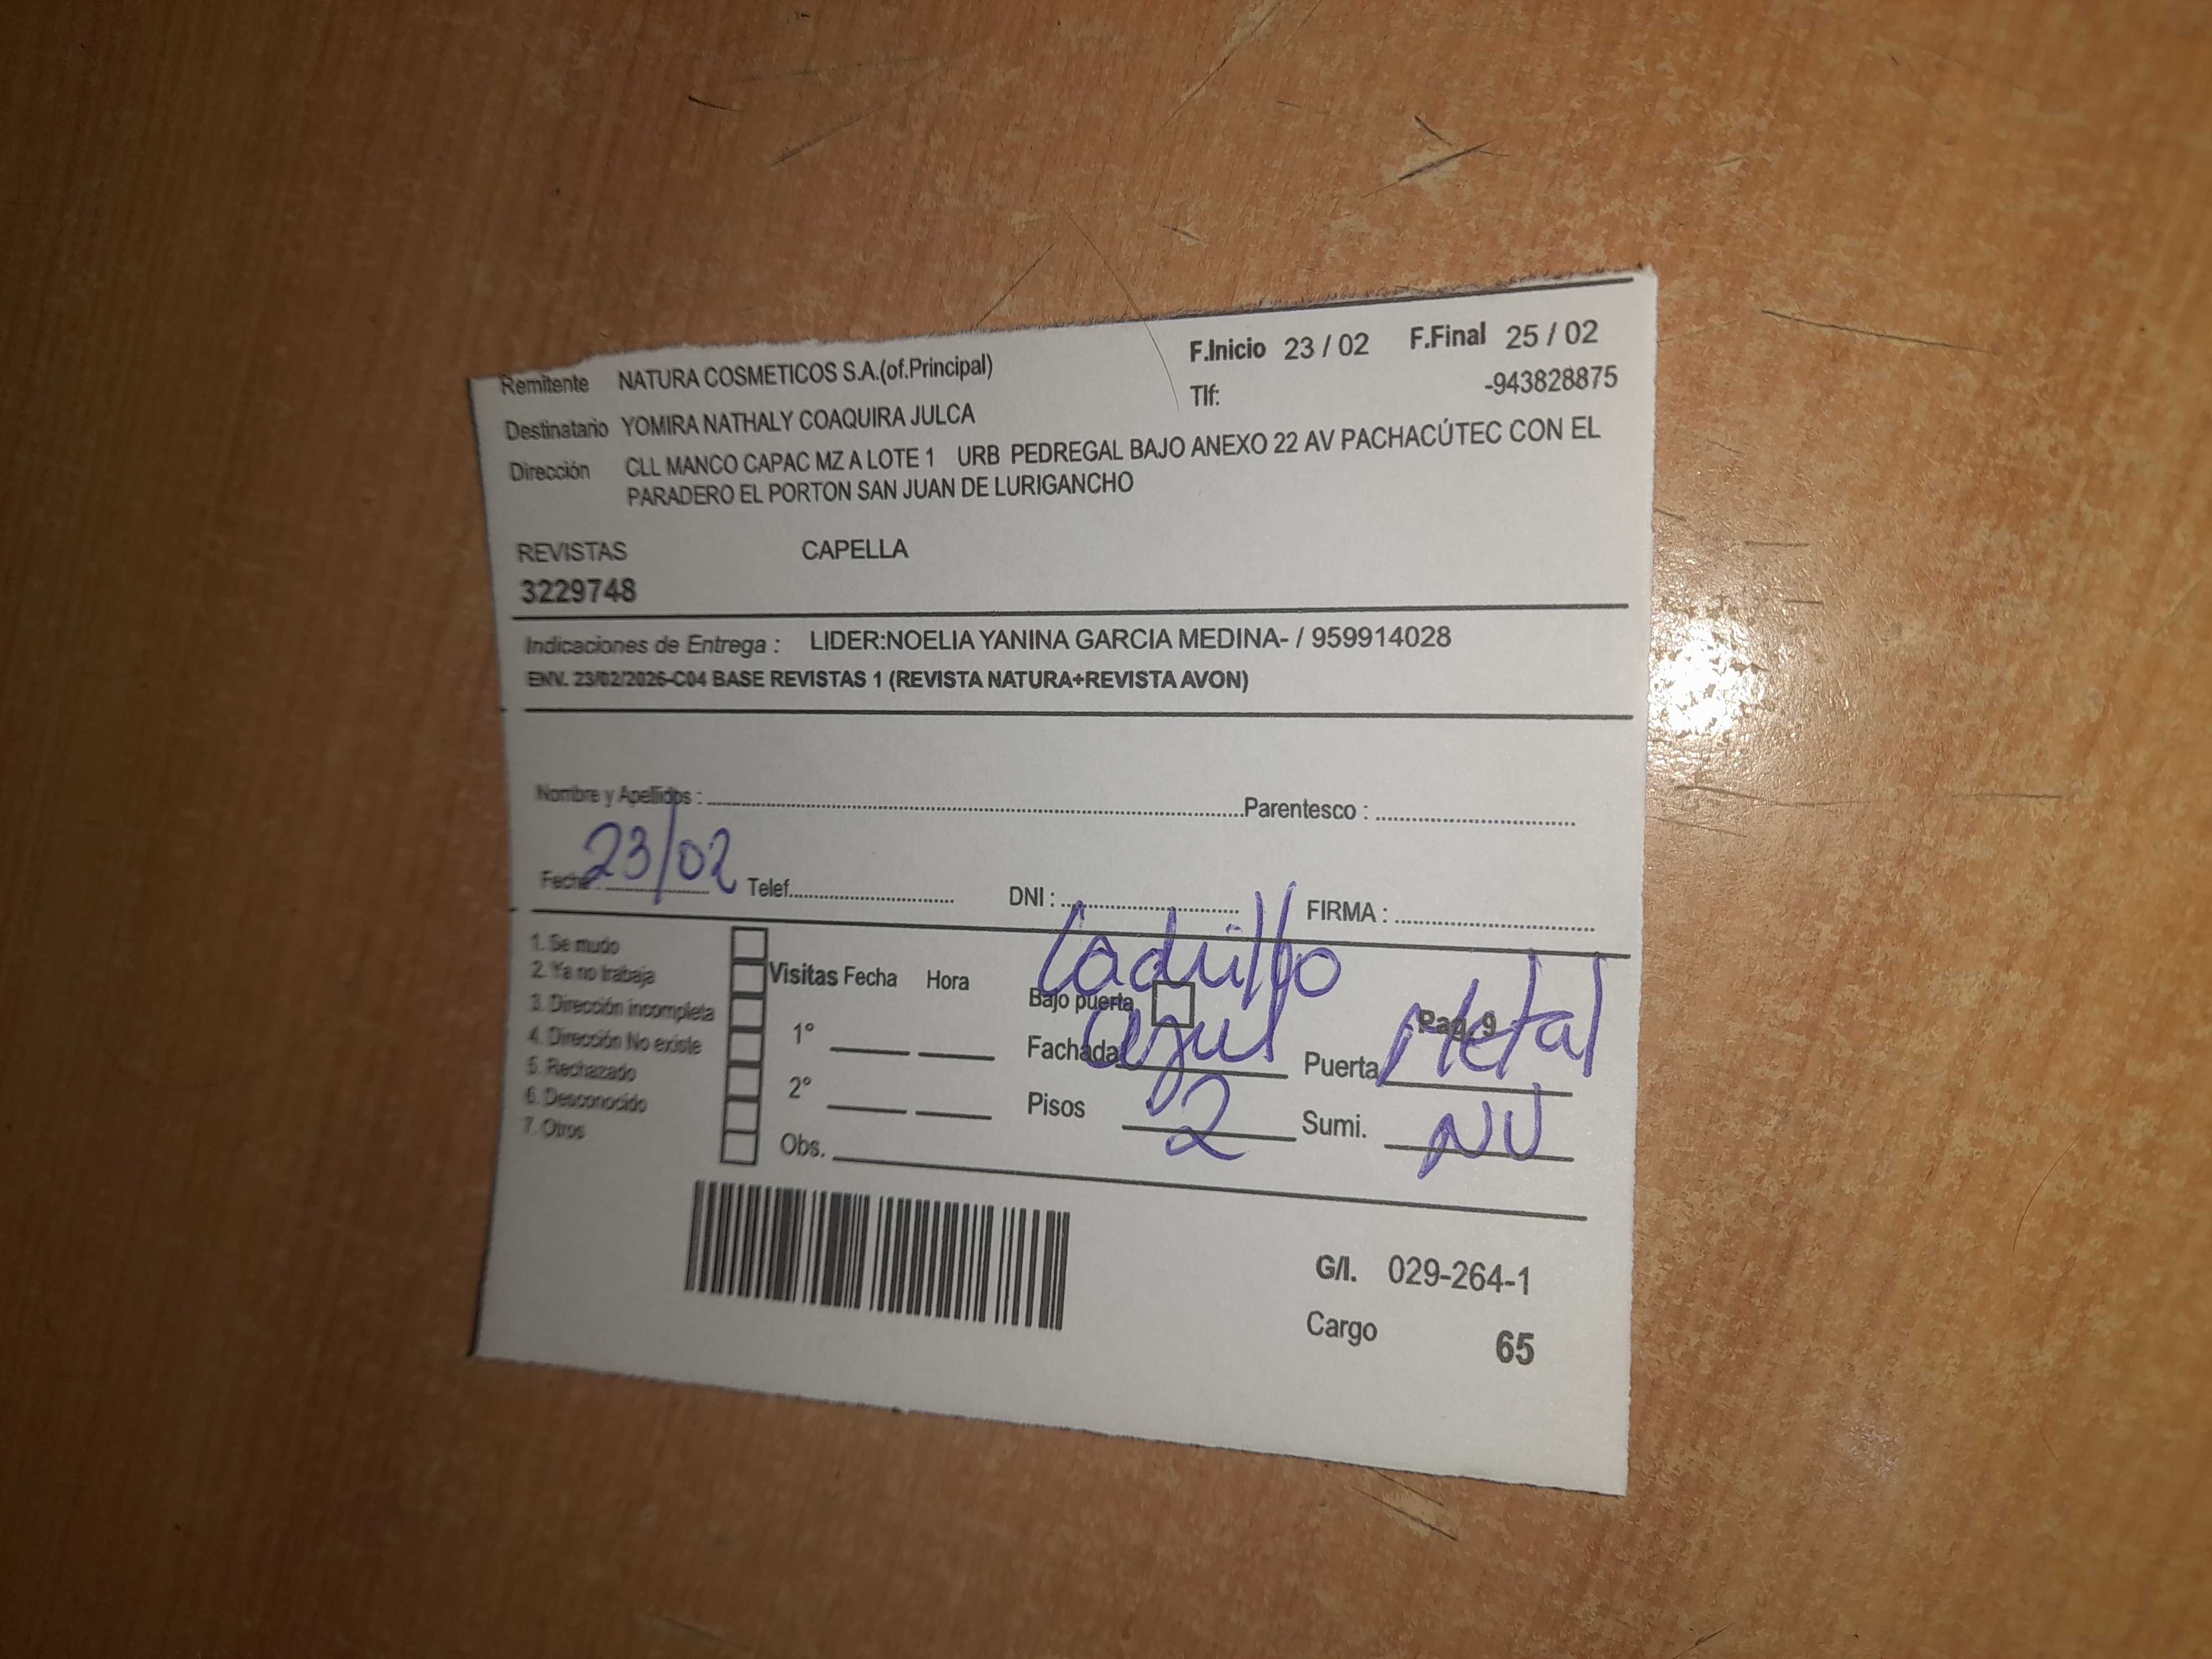 Remitente NATURA COSMETICOS S.A.(of.Principal) F.Inicio 23 / 02 F.Final 25 / 02
Tlf: -943828875
Destinatario YOMIRA NATHALY COAQUIRA JULCA
Dirección CLL MANCO CAPAC MZ A LOTE 1 URB PEDREGAL BAJO ANEXO 22 AV PACHACÚTEC CON EL
PARADERO EL PORTON SAN JUAN DE LURIGANCHO
REVISTAS CAPELLA
3229748
Indicaciones de Entrega : LIDER:NOELIA YANINA GARCIA MEDINA- / 959914028
ENV. 23/02/2026-C04 BASE REVISTAS 1 (REVISTA NATURA+REVISTA AVON)
Nombre y Apellidos : Parentesco :
Fecha : 23/02 Telef. DNI : FIRMA :
1. Se mudo
2. Ya no trabaja
3. Dirección incompleta
4. Dirección No existe
5. Rechazado
6. Desconocido
7. Otros
Visitas Fecha Hora
1°
2°
Obs.
Ladrillo
Bajo puerta Pag. 9
Fachada azul Puerta Metal
Pisos 2 Sumi. NU
G/I. 029-264-1
Cargo 65